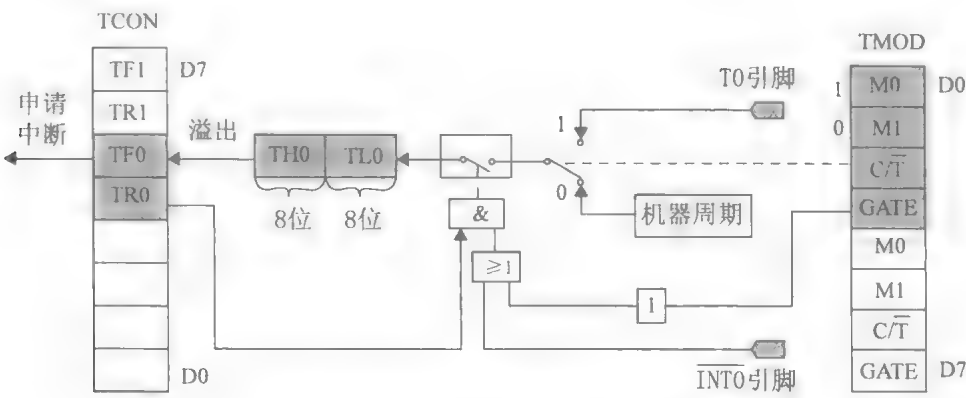 TCON
TF1
D7
TR1
TF0
TR0
D0
申请
中断
溢出
TH0
TL0
8位
8位
&
≥1
1
1
0
T0引脚
机器周期
INT0引脚
TMOD
1
M0
D0
0
M1
C/T
GATE
M0
M1
C/T
GATE
D7